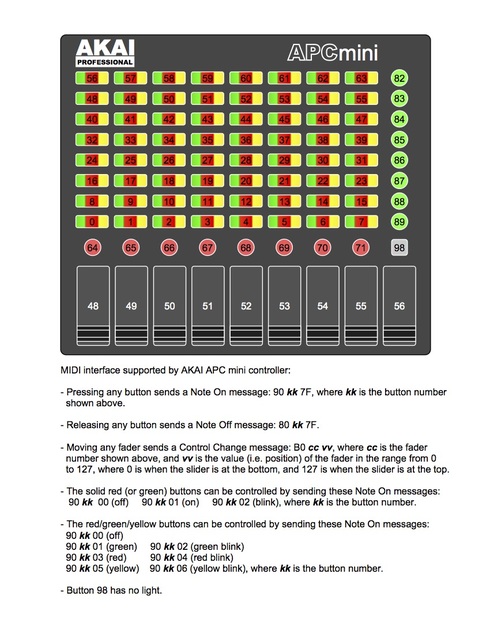 AKAI
PROFESSIONAL
APCmini
56 57 58 59 60 61 62 63 82
48 49 50 51 52 53 54 55 83
40 41 42 43 44 45 46 47 84
32 33 34 35 36 37 38 39 85
24 25 26 27 28 29 30 31 86
16 17 18 19 20 21 22 23 87
8 9 10 11 12 13 14 15 88
0 1 2 3 4 5 6 7 89
64 65 66 67 68 69 70 71 98
48 49 50 51 52 53 54 55 56
MIDI interface supported by AKAI APC mini controller:
- Pressing any button sends a Note On message: 90 kk 7F, where kk is the button number
shown above.
- Releasing any button sends a Note Off message: 80 kk 7F.
- Moving any fader sends a Control Change message: B0 cc vv, where cc is the fader
number shown above, and vv is the value (i.e. position) of the fader in the range from 0
to 127, where 0 is when the slider is at the bottom, and 127 is when the slider is at the top.
- The solid red (or green) buttons can be controlled by sending these Note On messages:
90 kk 00 (off) 90 kk 01 (on) 90 kk 02 (blink), where kk is the button number.
- The red/green/yellow buttons can be controlled by sending these Note On messages:
90 kk 00 (off)
90 kk 01 (green) 90 kk 02 (green blink)
90 kk 03 (red) 90 kk 04 (red blink)
90 kk 05 (yellow) 90 kk 06 (yellow blink), where kk is the button number.
- Button 98 has no light.